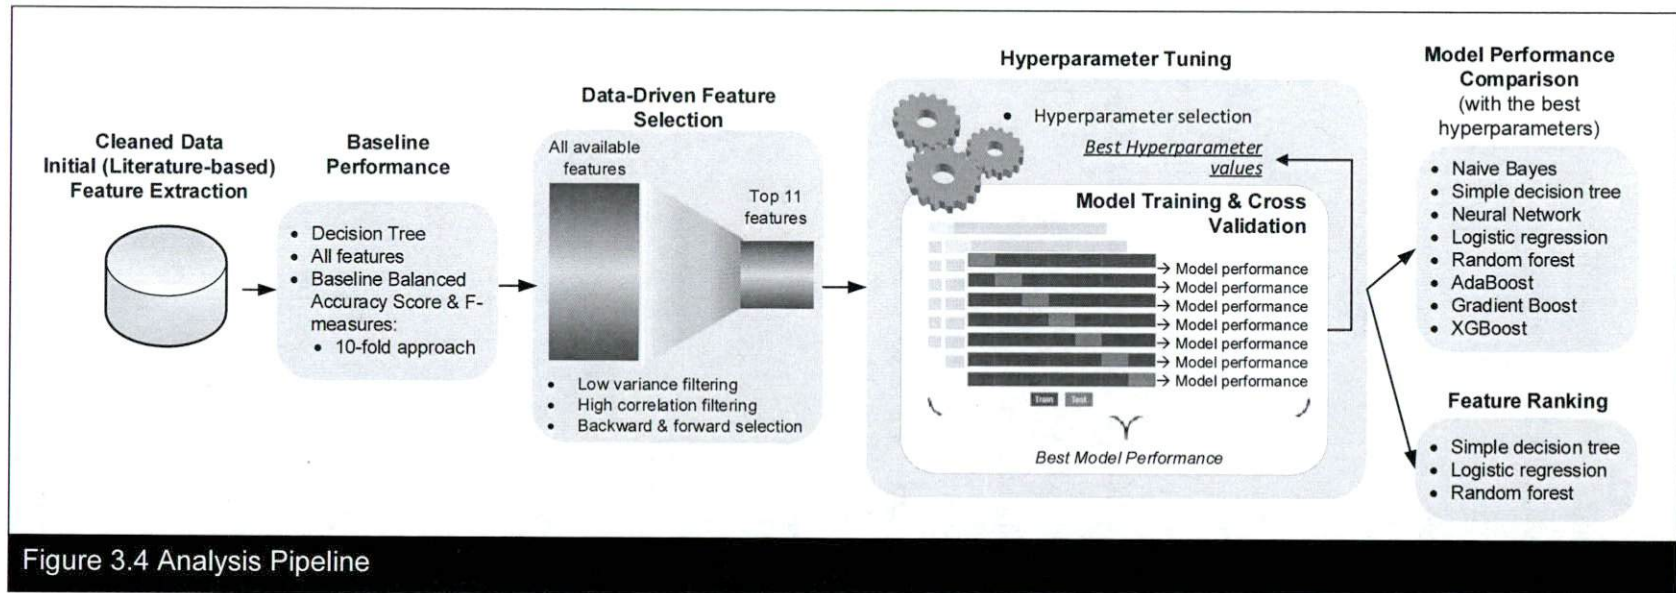 Cleaned Data
Initial (Literature-based)
Feature Extraction
Baseline
Performance
• Decision Tree
• All features
• Baseline Balanced
Accuracy Score & F-
measures:
• 10-fold approach
Data-Driven Feature
Selection
All available
features
Top 11
features
• Low variance filtering
• High correlation filtering
• Backward & forward selection
Hyperparameter Tuning
• Hyperparameter selection
Best Hyperparameter
values
Model Training & Cross
Validation
→ Model performance
→ Model performance
→ Model performance
→ Model performance
→ Model performance
→ Model performance
→ Model performance
Train Test
Best Model Performance
Model Performance
Comparison
(with the best
hyperparameters)
• Naive Bayes
• Simple decision tree
• Neural Network
• Logistic regression
• Random forest
• AdaBoost
• Gradient Boost
• XGBoost
Feature Ranking
• Simple decision tree
• Logistic regression
• Random forest
Figure 3.4 Analysis Pipeline